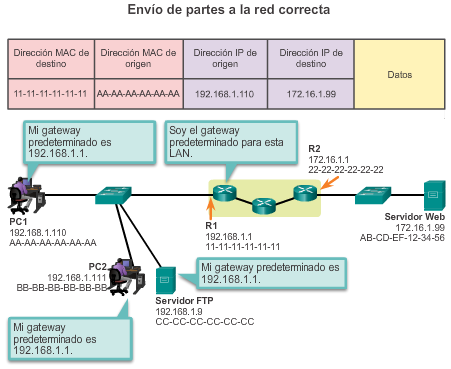 Envío de partes a la red correcta
Dirección MAC de
destino
Dirección MAC de
origen
Dirección IP de
origen
Dirección IP de
destino
Datos
11-11-11-11-11-11
AA-AA-AA-AA-AA-AA
192.168.1.110
172.16.1.99
Mi gateway
predeterminado es
192.168.1.1.
Soy el gateway
predeterminado para esta
LAN.
R2
172.16.1.1
22-22-22-22-22-22
PC1
192.168.1.110
AA-AA-AA-AA-AA-AA
R1
192.168.1.1
11-11-11-11-11-11
Servidor Web
172.16.1.99
AB-CD-EF-12-34-56
PC2
192.168.1.111
BB-BB-BB-BB-BB-BB
Mi gateway predeterminado es
192.168.1.1.
Servidor FTP
192.168.1.9
CC-CC-CC-CC-CC-CC
Mi gateway
predeterminado es
192.168.1.1.